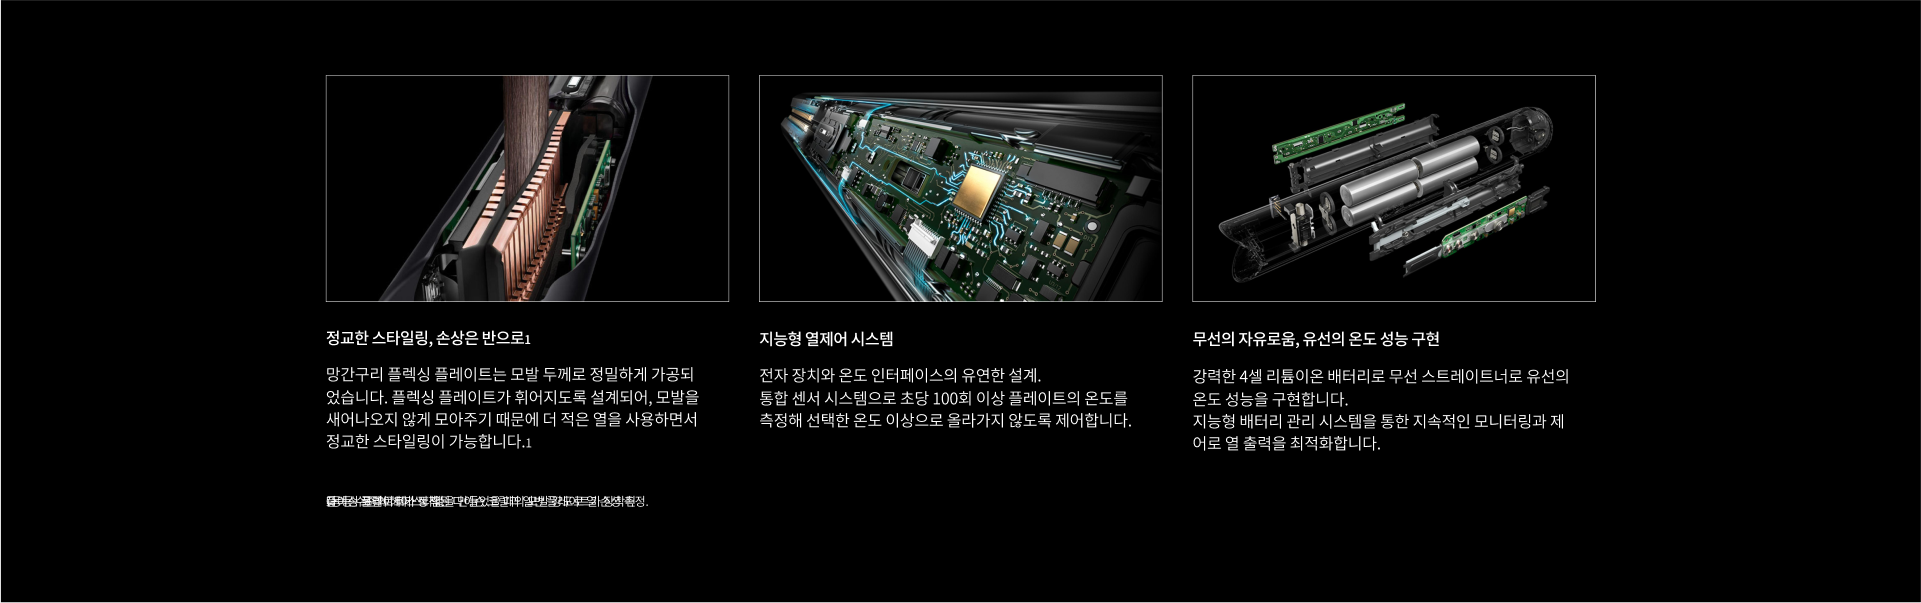 정교한 스타일링, 손상은 반으로1
망간구리 플렉싱 플레이트는 모발 두께로 정밀하게 가공되
었습니다. 플렉싱 플레이트가 휘어지도록 설계되어, 모발을
새어나오지 않게 모아주기 때문에 더 적은 열을 사용하면서
정교한 스타일링이 가능합니다.1
지능형 열제어 시스템
전자 장치와 온도 인터페이스의 유연한 설계.
통합 센서 시스템으로 초당 100회 이상 플레이트의 온도를
측정해 선택한 온도 이상으로 올라가지 않도록 제어합니다.
무선의 자유로움, 유선의 온도 성능 구현
강력한 4셀 리튬이온 배터리로 무선 스트레이트너로 유선의
온도 성능을 구현합니다.
지능형 배터리 관리 시스템을 통한 지속적인 모니터링과 제
어로 열 출력을 최적화합니다.